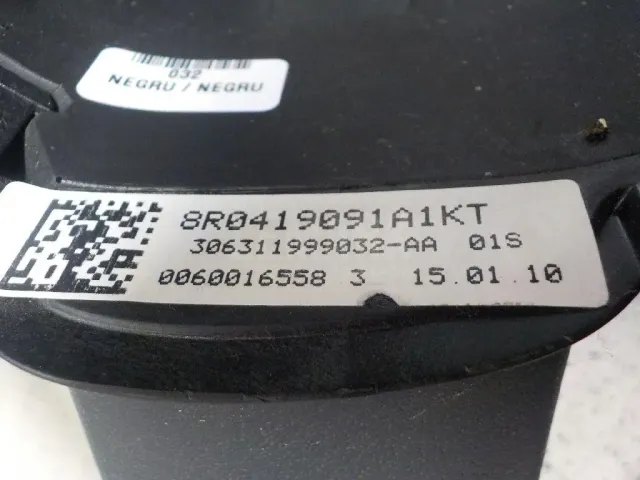 032
NEGRU / NEGRU
8R0419091A1KT
306311999032-AA 01S
0060016558 3 15.01.10